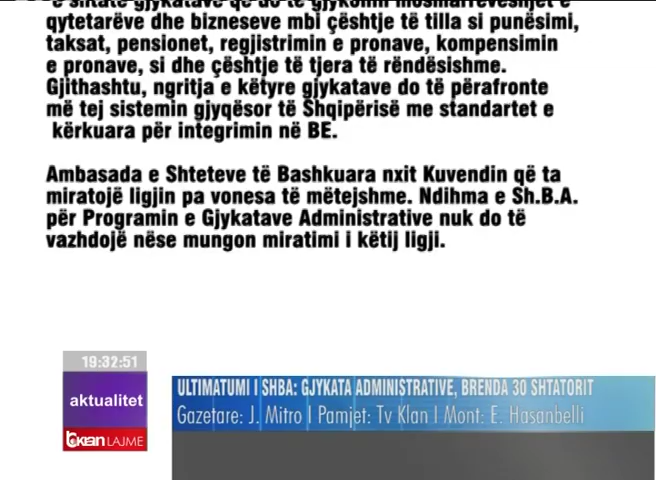 e shtatë gjykatave që do të gjykojnë mosmarrëveshjet e
qytetarëve dhe bizneseve mbi çështje të tilla si punësimi,
taksat, pensionet, regjistrimin e pronave, kompensimin
e pronave, si dhe çështje të tjera të rëndësishme.
Gjithashtu, ngritja e këtyre gjykatave do të përafronte
më tej sistemin gjyqësor të Shqipërisë me standartet e
kërkuara për integrimin në BE.
Ambasada e Shteteve të Bashkuara nxit Kuvendin që ta
miratojë ligjin pa vonesa të mëtejshme. Ndihma e Sh.B.A.
për Programin e Gjykatave Administrative nuk do të
vazhdojë nëse mungon miratimi i këtij ligji.
19:32:51
aktualitet
klan LAJME
ULTIMATUMI I SHBA: GJYKATA ADMINISTRATIVE, BRENDA 30 SHTATORIT
Gazetare: J. Mitro | Pamjet: Tv Klan | Mont: E. Hasanbelli